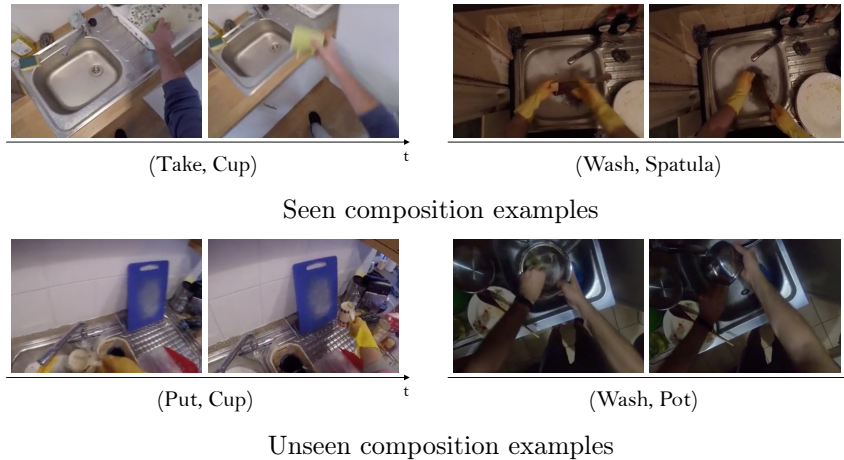 (Take, Cup)
t
(Wash, Spatula)
Seen composition examples
(Put, Cup)
t
(Wash, Pot)
Unseen composition examples